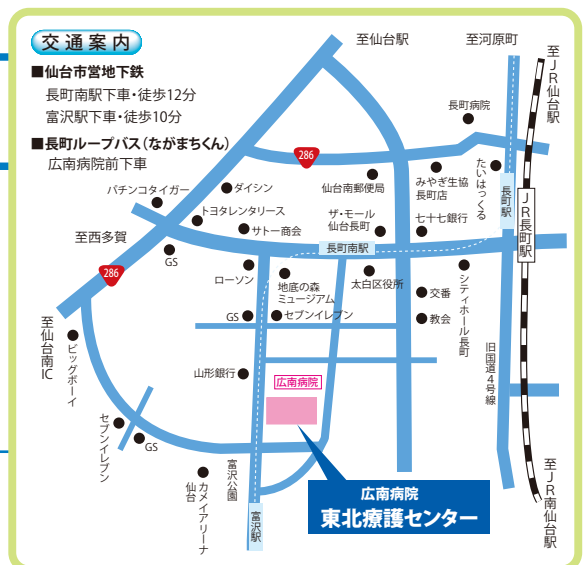 交通案内
■仙台市営地下鉄
長町南駅下車・徒歩12分
富沢駅下車・徒歩10分
■長町ループバス(ながまちくん)
広南病院前下車
至仙台駅
至河原町
至JR仙台駅
長町病院
286
仙台南郵便局
みやぎ生協
長町店
たいはっくる
長町駅
JR長町駅
パチンコタイガー
ダイシン
トヨタレンタリース
サトー商会
ザ・モール
仙台長町
七十七銀行
至西多賀
GS
長町南駅
286
ローソン
地底の森
ミュージアム
太白区役所
交番
シティホール長町
GS
セブンイレブン
教会
至仙台南IC
ビッグボーイ
旧国道4号線
山形銀行
広南病院
セブンイレブン
GS
富沢公園
カメイアリーナ
仙台
富沢駅
至JR南仙台駅
広南病院
東北療護センター